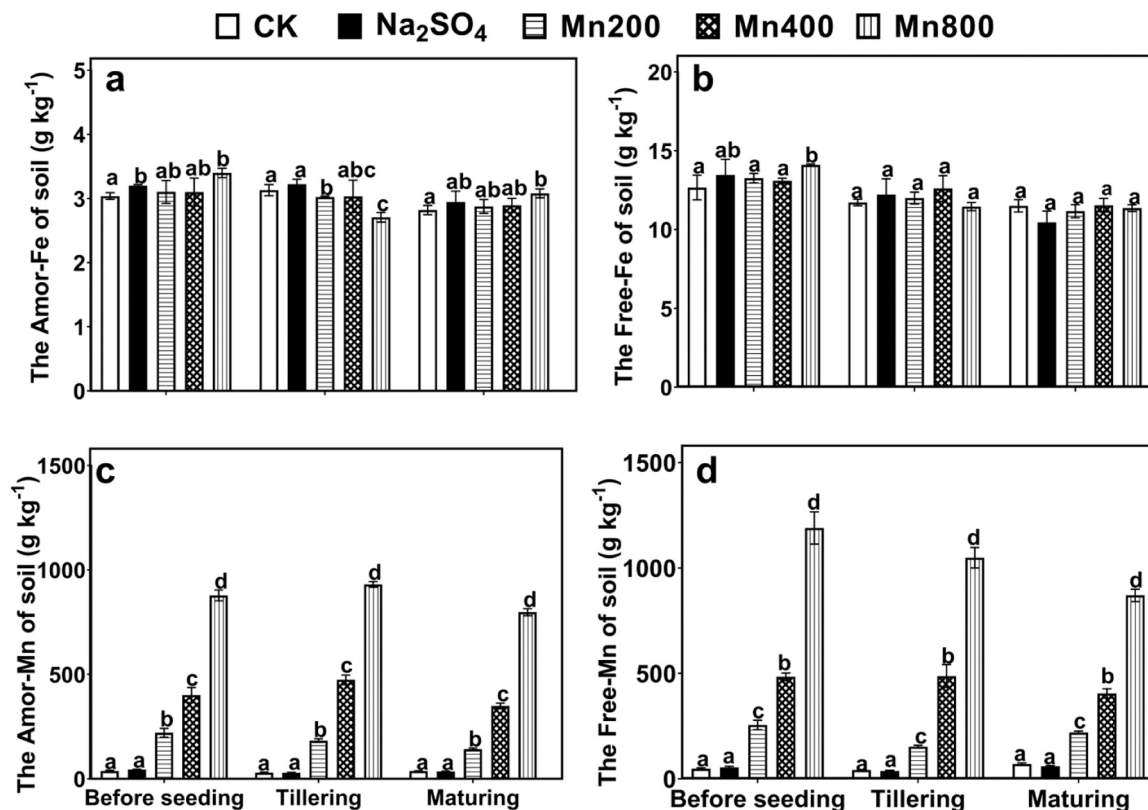 CK Na₂SO₄ Mn200 Mn400 Mn800
a
The Amor-Fe of soil (g kg⁻¹)
5
4
3
2
1
0
a b ab ab b
a a b abc c
a ab ab ab b
b
The Free-Fe of soil (g kg⁻¹)
20
15
10
5
0
a ab a a b
a a a a a
a a a a a
c
The Amor-Mn of soil (g kg⁻¹)
1500
1000
500
0
a a b c d
a a b c d
a a b c d
Before seeding Tillering Maturing
d
The Free-Mn of soil (g kg⁻¹)
1500
1000
500
0
a a c b d
a a c b d
a a c b d
Before seeding Tillering Maturing